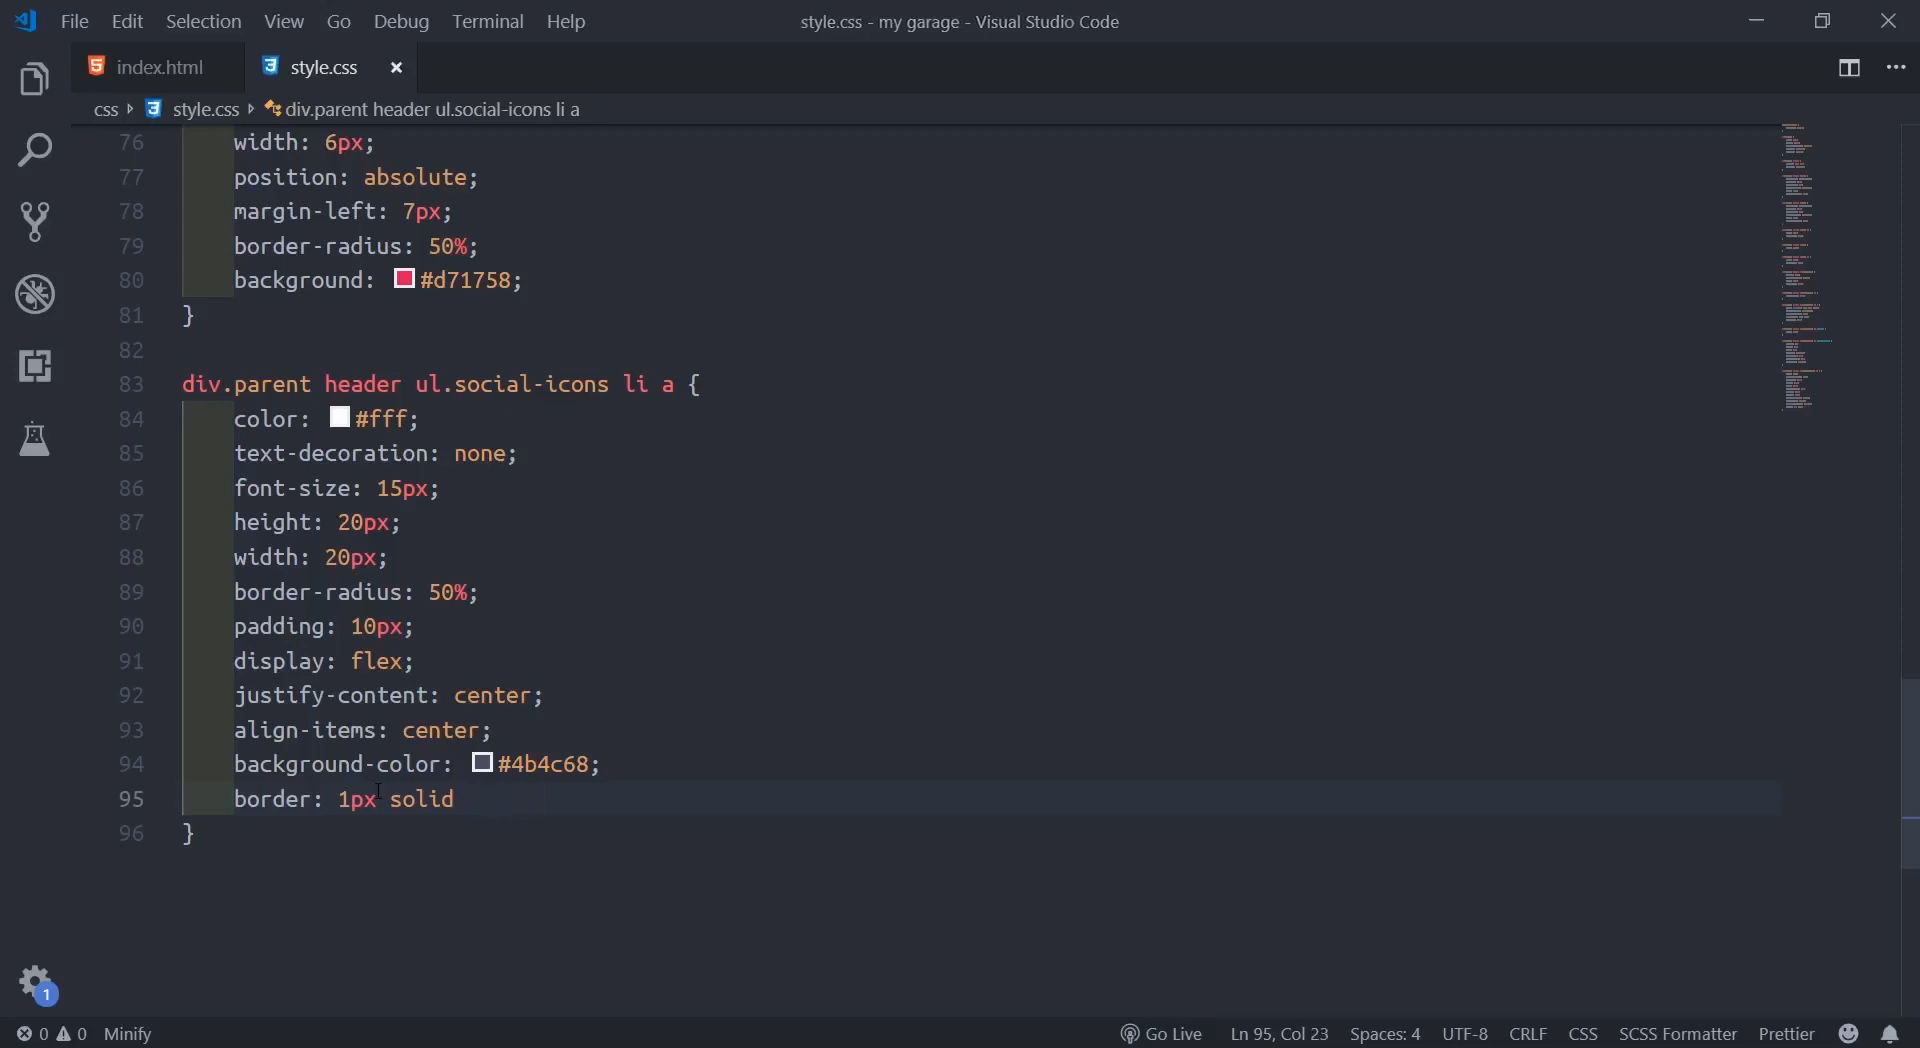 File Edit Selection View Go Debug Terminal Help
style.css - my garage - Visual Studio Code
index.html style.css
css style.css div.parent header ul.social-icons li a
76 width: 6px;
77 position: absolute;
78 margin-left: 7px;
79 border-radius: 50%;
80 background: #d71758;
81 }
82
83 div.parent header ul.social-icons li a {
84 color: #fff;
85 text-decoration: none;
86 font-size: 15px;
87 height: 20px;
88 width: 20px;
89 border-radius: 50%;
90 padding: 10px;
91 display: flex;
92 justify-content: center;
93 align-items: center;
94 background-color: #4b4c68;
95 border: 1px solid
96 }
1
0 0 Minify Go Live Ln 95, Col 23 Spaces: 4 UTF-8 CRLF CSS SCSS Formatter Prettier